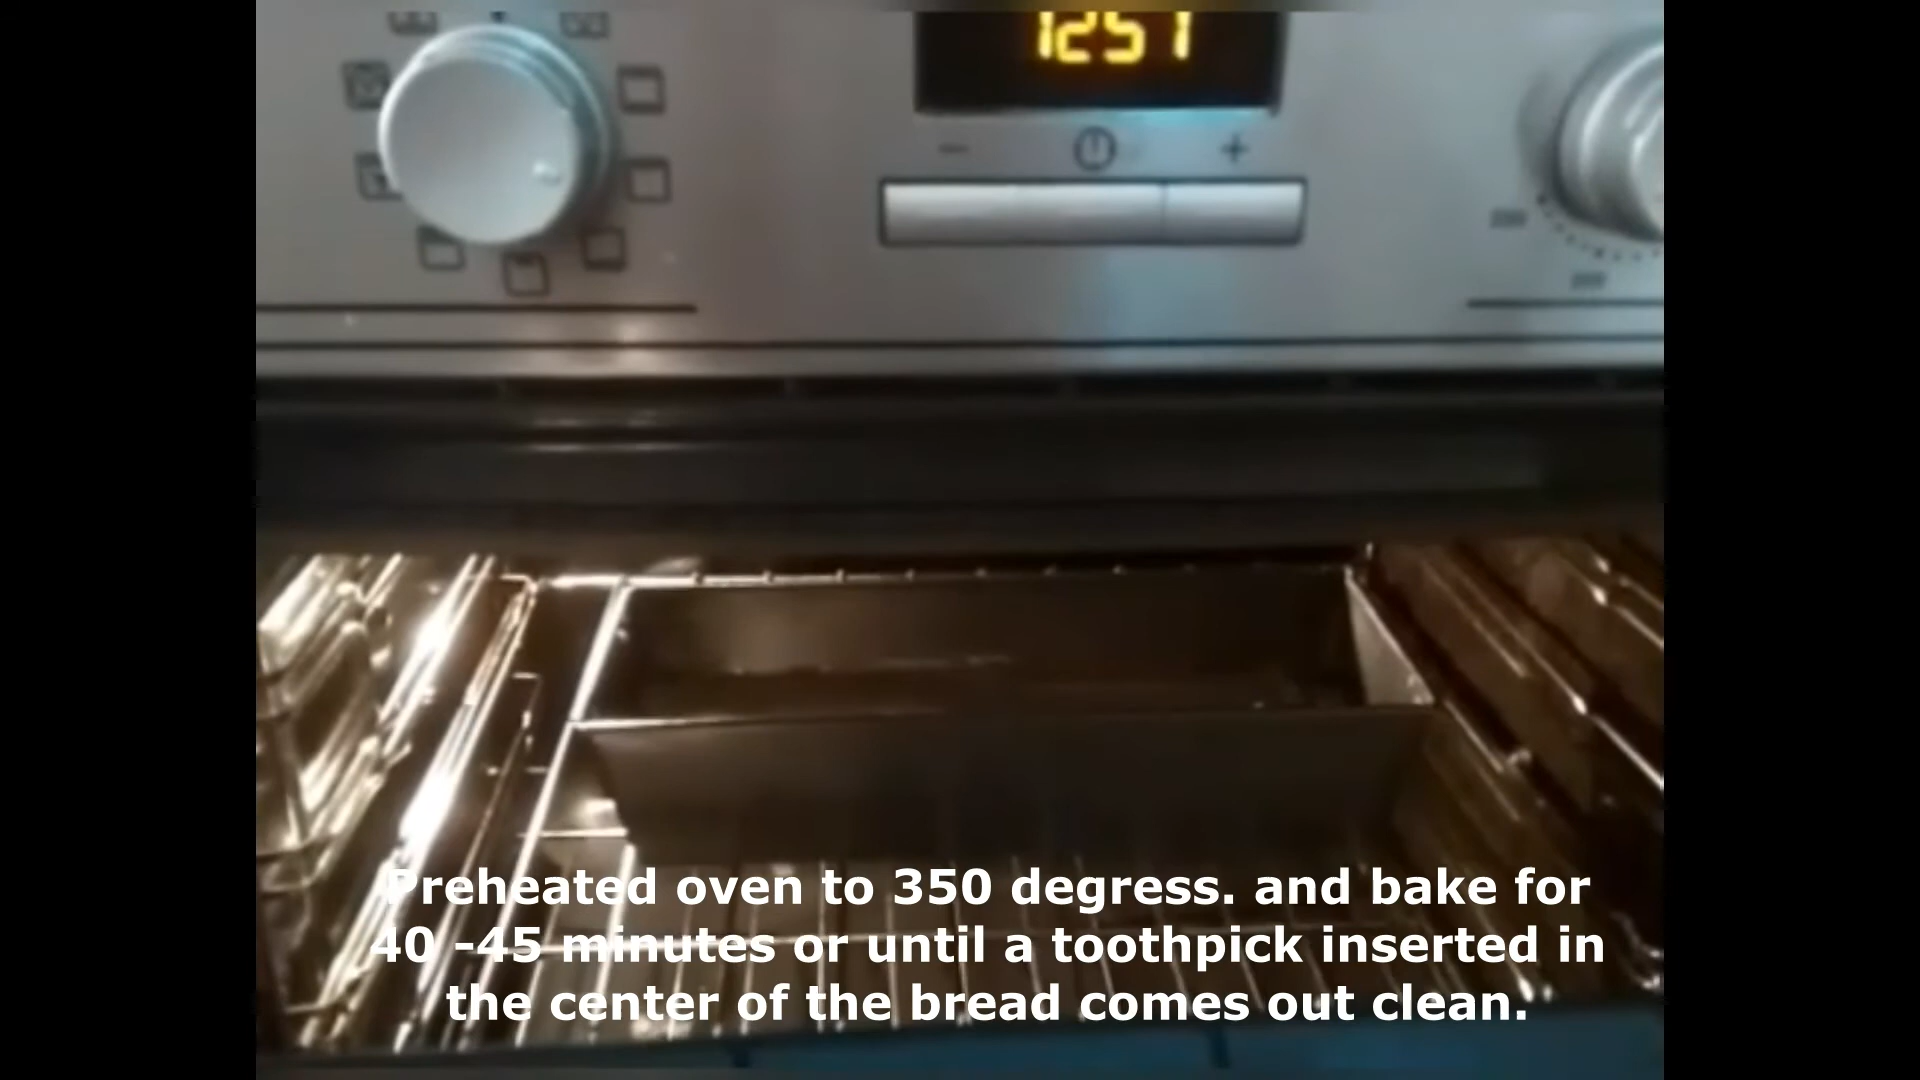 1251
− +
Preheated oven to 350 degress. and bake for
40 -45 minutes or until a toothpick inserted in
the center of the bread comes out clean.